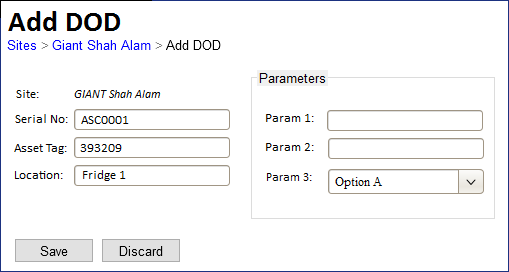 Add DOD
Sites > Giant Shah Alam > Add DOD
Site: GIANT Shah Alam
Serial No: ASC0001
Asset Tag: 393209
Location: Fridge 1
Parameters
Param 1:
Param 2:
Param 3: Option A
Save Discard